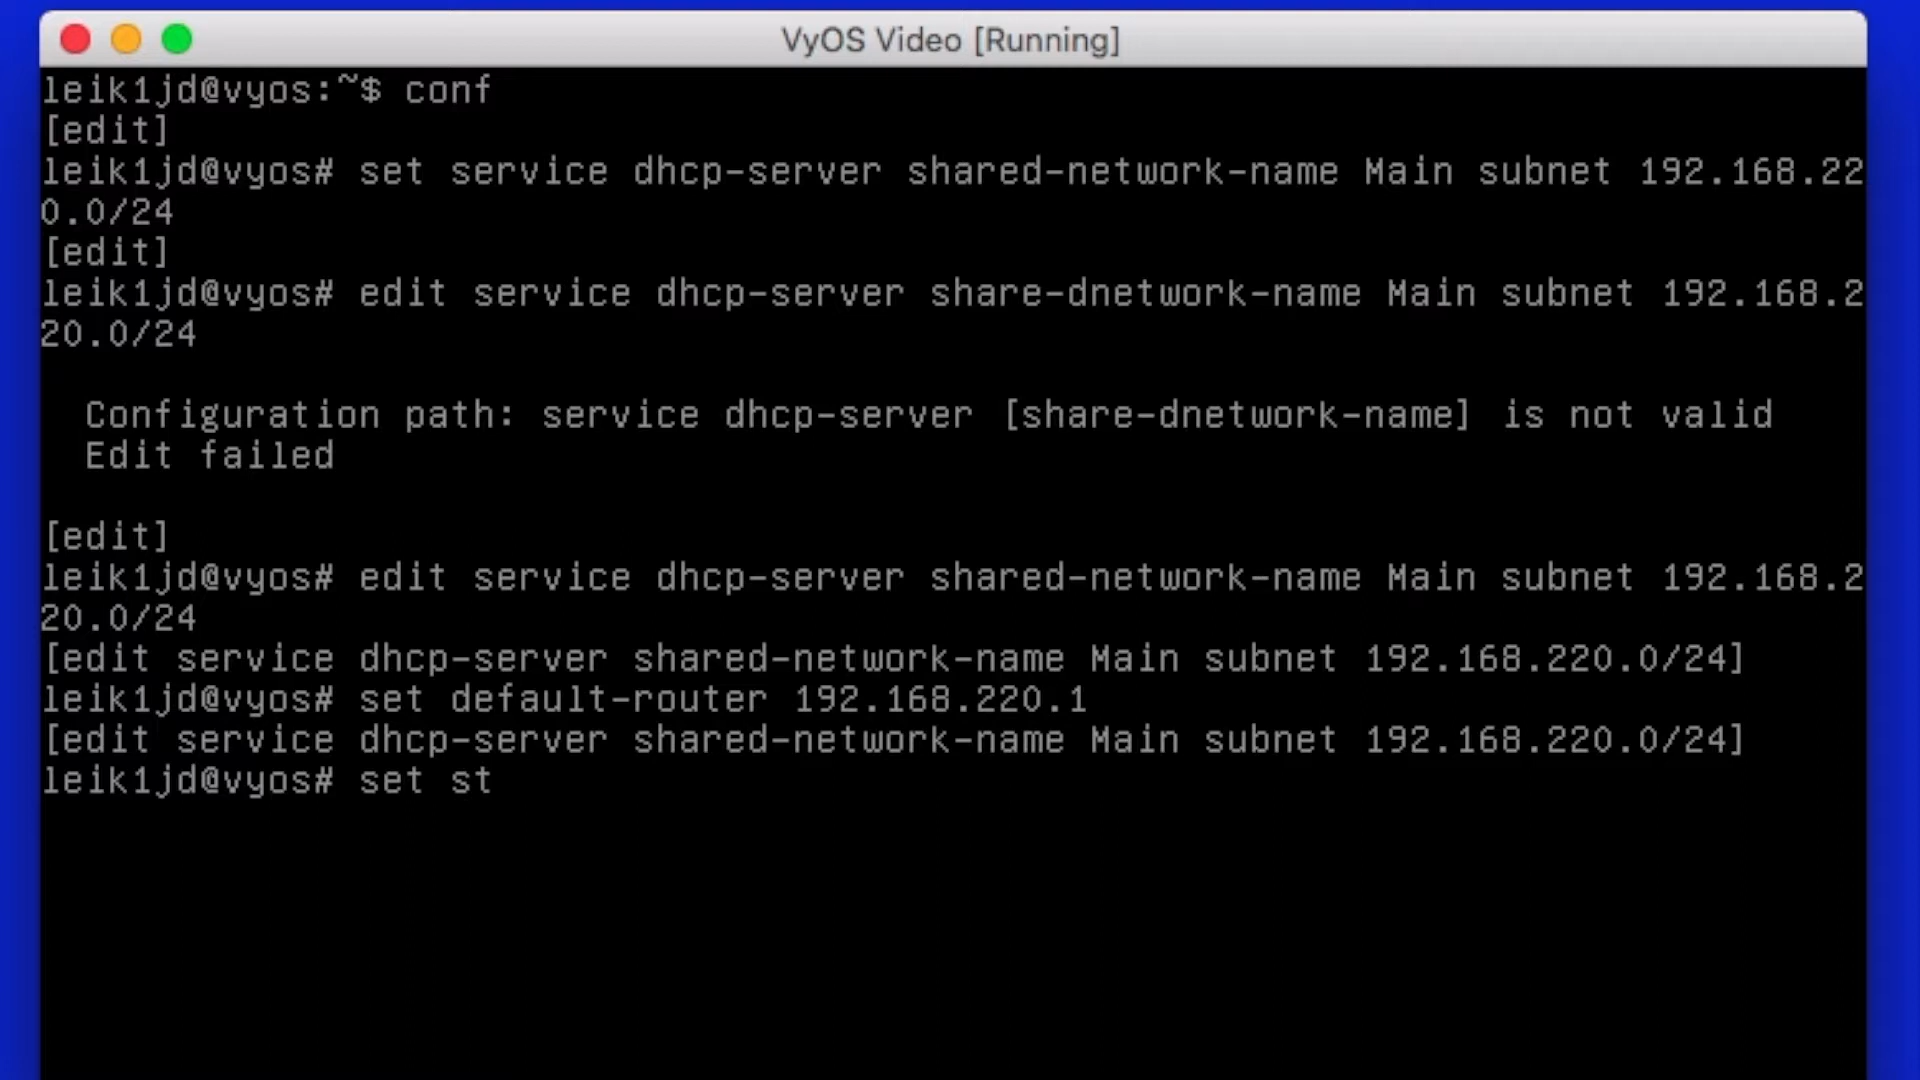 VyOS Video [Running]
leik1jd@vyos:~$ conf
[edit]
leik1jd@vyos# set service dhcp-server shared-network-name Main subnet 192.168.22
0.0/24
[edit]
leik1jd@vyos# edit service dhcp-server share-dnetwork-name Main subnet 192.168.2
20.0/24
Configuration path: service dhcp-server [share-dnetwork-name] is not valid
Edit failed
[edit]
leik1jd@vyos# edit service dhcp-server shared-network-name Main subnet 192.168.2
20.0/24
[edit service dhcp-server shared-network-name Main subnet 192.168.220.0/24]
leik1jd@vyos# set default-router 192.168.220.1
[edit service dhcp-server shared-network-name Main subnet 192.168.220.0/24]
leik1jd@vyos# set st